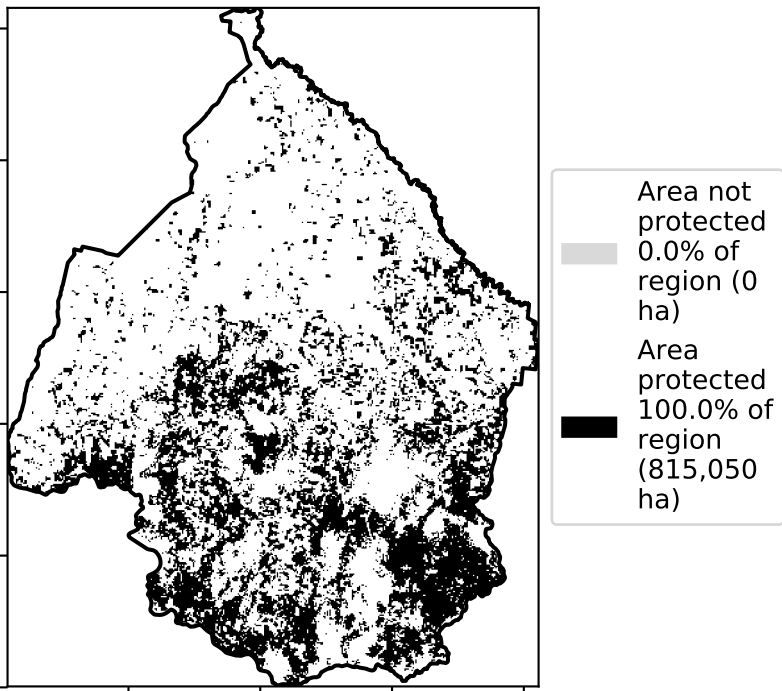 Area not
protected
0.0% of
region (0
ha)
Area
protected
100.0% of
region
(815,050
ha)